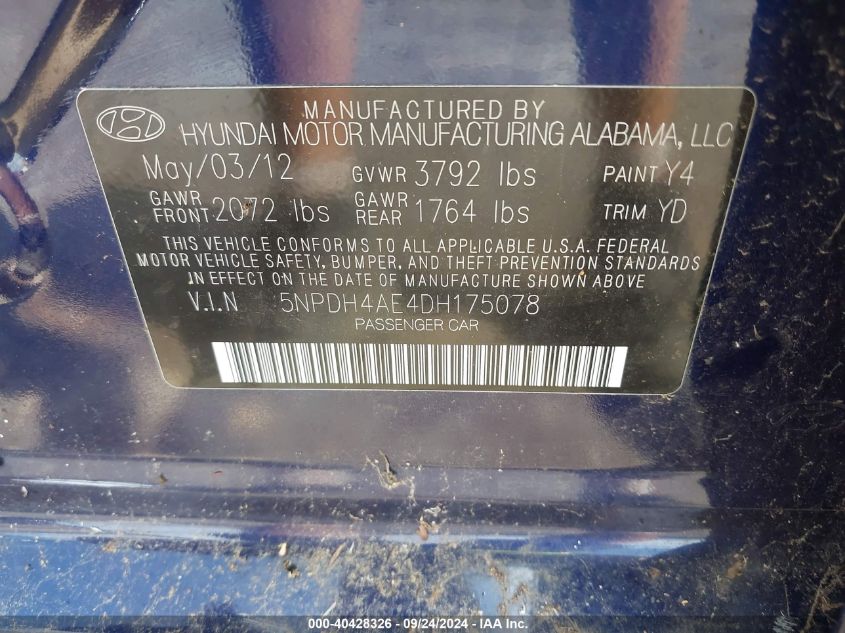 MANUFACTURED BY
HYUNDAI MOTOR MANUFACTURING ALABAMA, LLC
May/03/12 GVWR 3792 lbs PAINT Y4
GAWR FRONT 2072 lbs GAWR REAR 1764 lbs TRIM YD
THIS VEHICLE CONFORMS TO ALL APPLICABLE U.S.A. FEDERAL
MOTOR VEHICLE SAFETY, BUMPER, AND THEFT PREVENTION STANDARDS
IN EFFECT ON THE DATE OF MANUFACTURE SHOWN ABOVE.
V.I.N 5NPDH4AE4DH175078
PASSENGER CAR
000-40428326 - 09/24/2024 - IAA Inc.